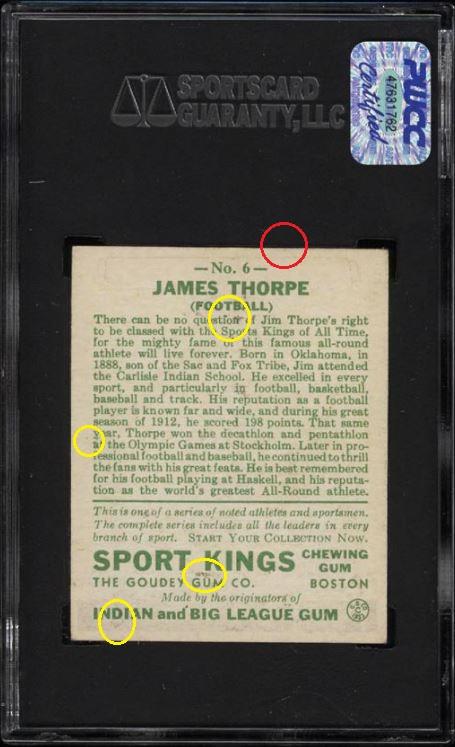 SPORTSCARD
GUARANTY, LLC
PWCC
Certified
47631762
—No. 6—
JAMES THORPE
(FOOTBALL)
There can be no question of Jim Thorpe's right
to be classed with the Sports Kings of All Time,
for the mighty fame of this famous all-round
athlete will live forever. Born in Oklahoma, in
1888, son of the Sac and Fox Tribe, Jim attended
the Carlisle Indian School. He excelled in every
sport, and particularly in football, basketball,
baseball and track. His reputation as a football
player is known far and wide, and during his great
season of 1912, he scored 198 points. That same
year, Thorpe won the decathlon and pentathlon
at the Olympic Games at Stockholm. Later in pro-
fessional football and baseball, he continued to thrill
the fans with his great feats. He is best remembered
for his football playing at Haskell, and his reputa-
tion as the world's greatest All-Round athlete.
This is one of a series of noted athletes and sportsmen.
The complete series includes all the leaders in every
branch of sport. START YOUR COLLECTION NOW.
SPORT KINGS CHEWING GUM
THE GOUDEY GUM CO. BOSTON
Made by the originators of
INDIAN and BIG LEAGUE GUM